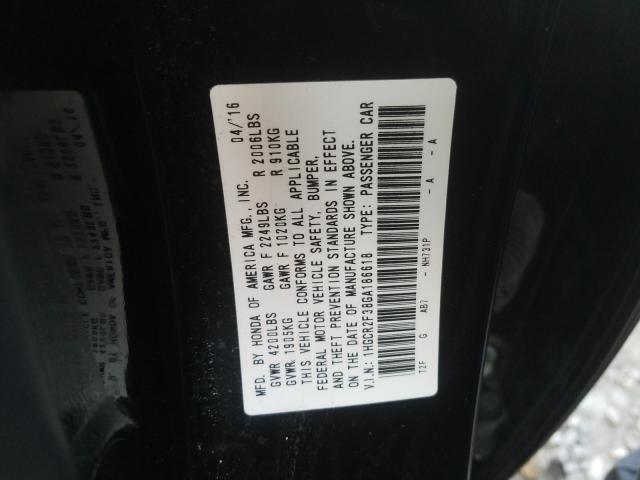 MFD. BY HONDA OF AMERICA MFG., INC. 04/'16
GVWR 4200LBS GAWR F 2249LBS R 2006LBS
GVWR 1905KG GAWR F 1020KG R 910KG
THIS VEHICLE CONFORMS TO ALL APPLICABLE
FEDERAL MOTOR VEHICLE SAFETY, BUMPER,
AND THEFT PREVENTION STANDARDS IN EFFECT
ON THE DATE OF MANUFACTURE SHOWN ABOVE.
V.I.N.: 1HGCR2F38GA186618 TYPE: PASSENGER CAR
T2F G AB7 - NH731P - A - A